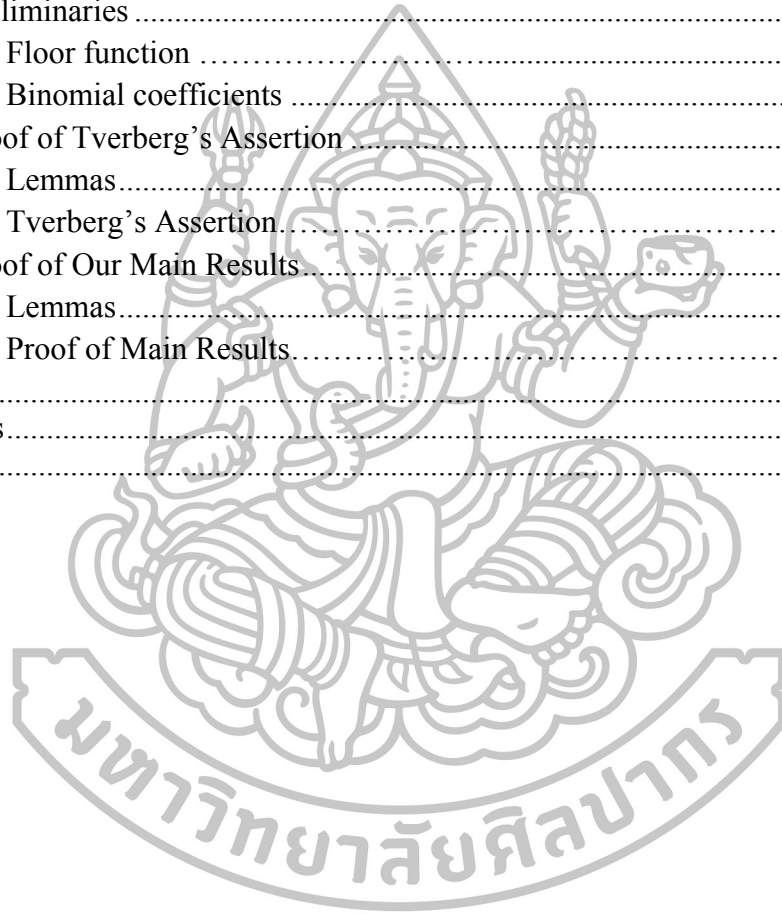 liminaries ..........................................................................................
Floor function ……………………...................................................
Binomial coefficients ......................................................................
oof of Tverberg's Assertion ..............................................................
Lemmas..............................................................................................
Tverberg's Assertion………………………………………………
oof of Our Main Results....................................................................
Lemmas..............................................................................................
Proof of Main Results……………………………………………
..........................................................................................................
s.........................................................................................................
..........................................................................................................
มหาวิทยาลัยศิลปากร